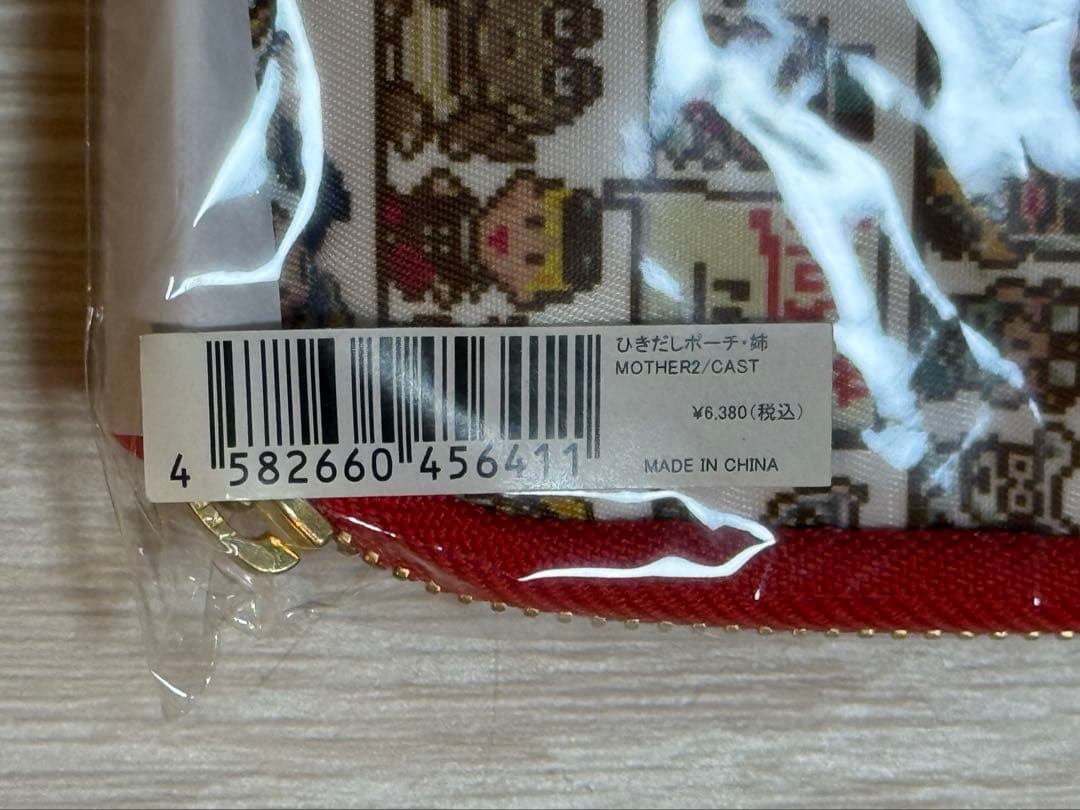 ひきだしポーチ・姉
MOTHER2/CAST
¥6,380(税込)
MADE IN CHINA
4 582660 456411